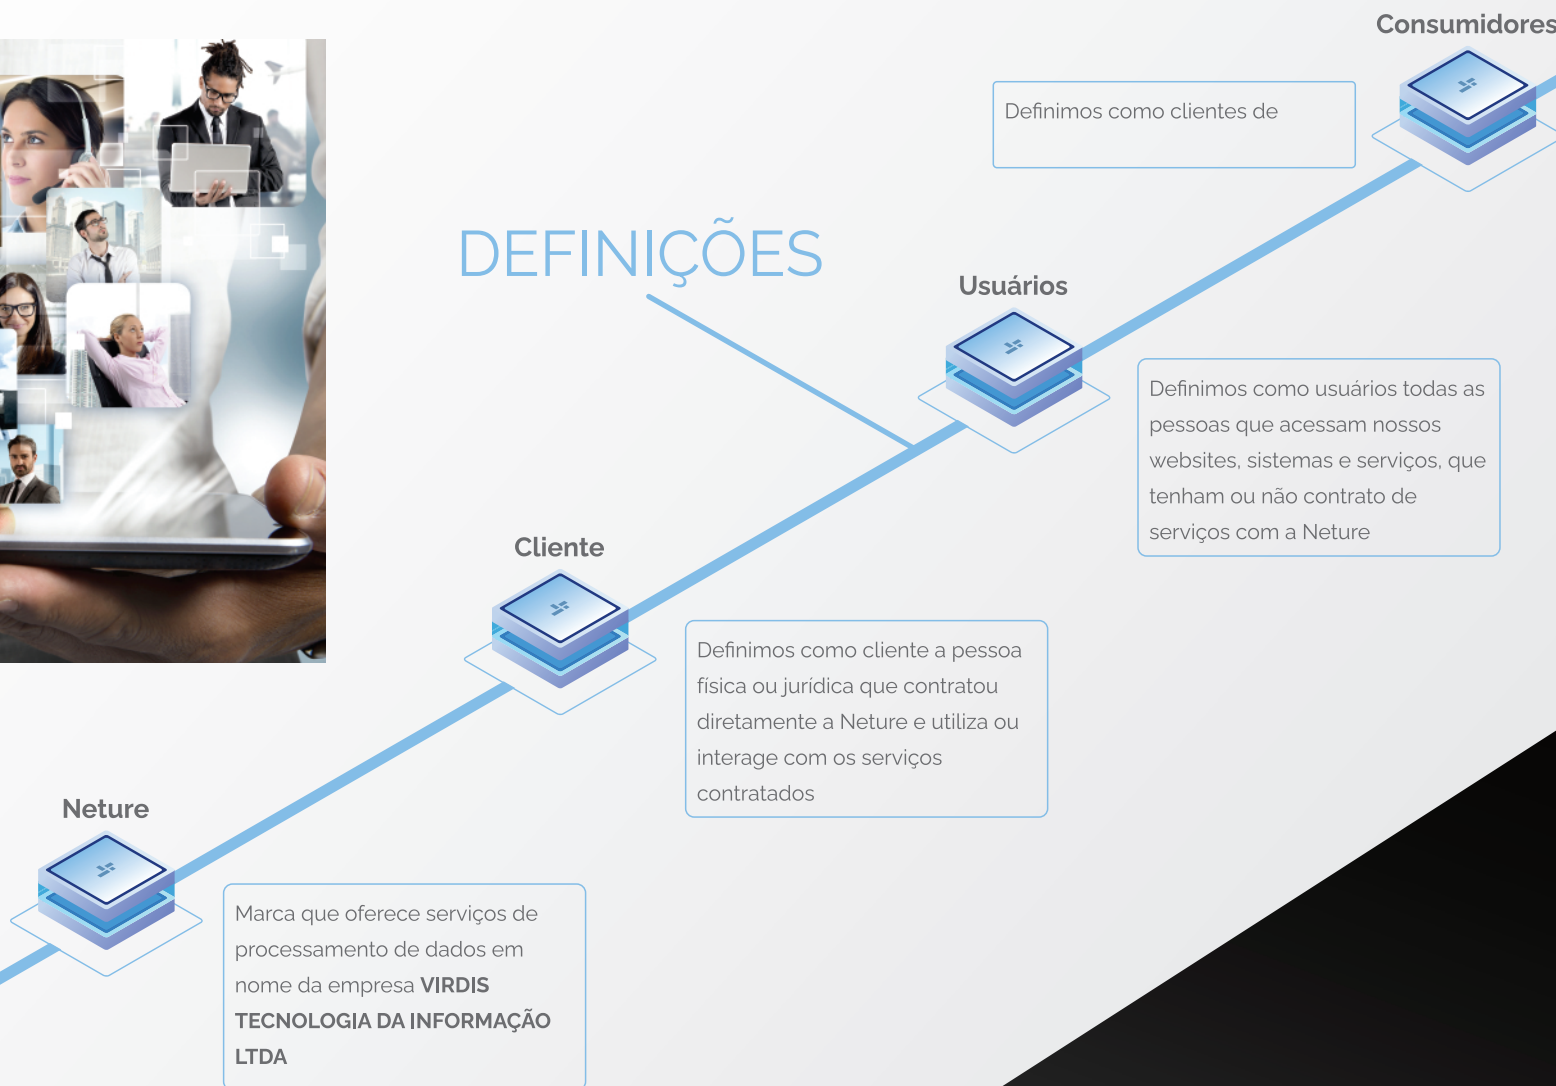 Consumidores
Definimos como clientes de
DEFINIÇÕES
Usuários
Definimos como usuários todas as
pessoas que acessam nossos
websites, sistemas e serviços, que
tenham ou não contrato de
serviços com a Neture
Cliente
Definimos como cliente a pessoa
física ou jurídica que contratou
diretamente a Neture e utiliza ou
interage com os serviços
contratados
Neture
Marca que oferece serviços de
processamento de dados em
nome da empresa VIRDIS
TECNOLOGIA DA INFORMAÇÃO
LTDA